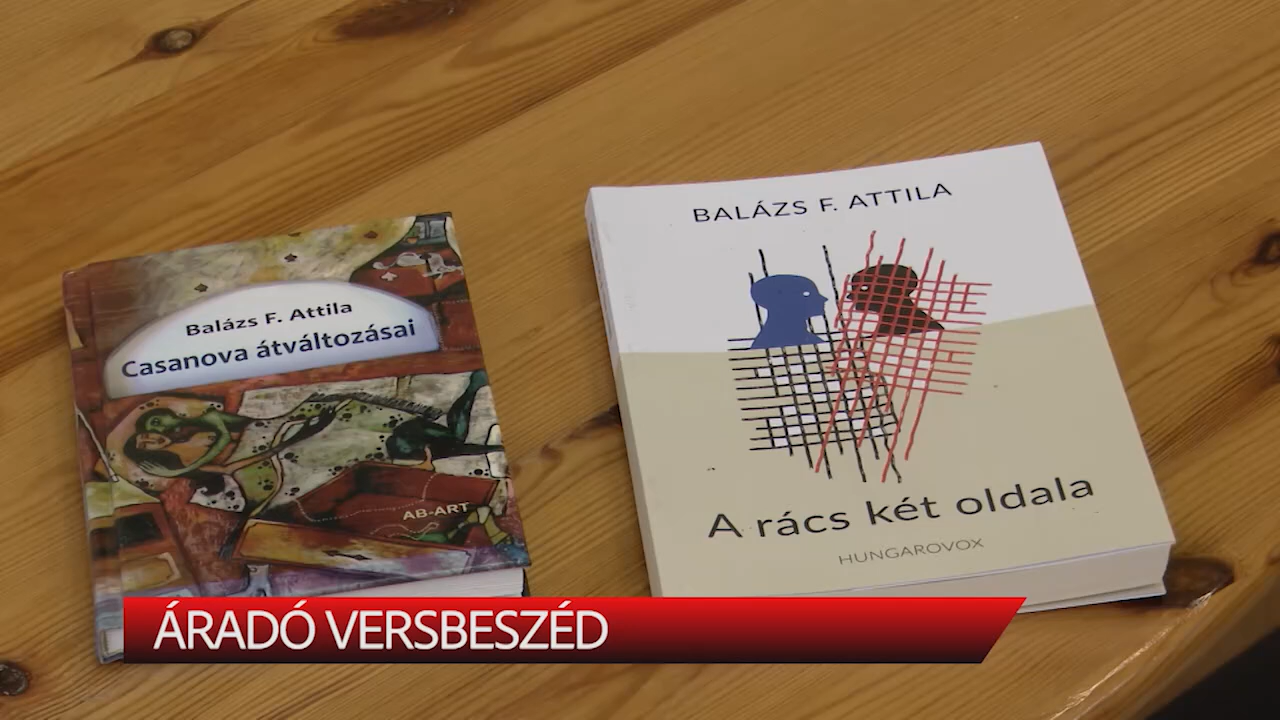 Balázs F. Attila
Casanova átváltozásai
AB-ART
BALÁZS F. ATTILA
A rács két oldala
HUNGAROVOX
ÁRADÓ VERSBESZÉD